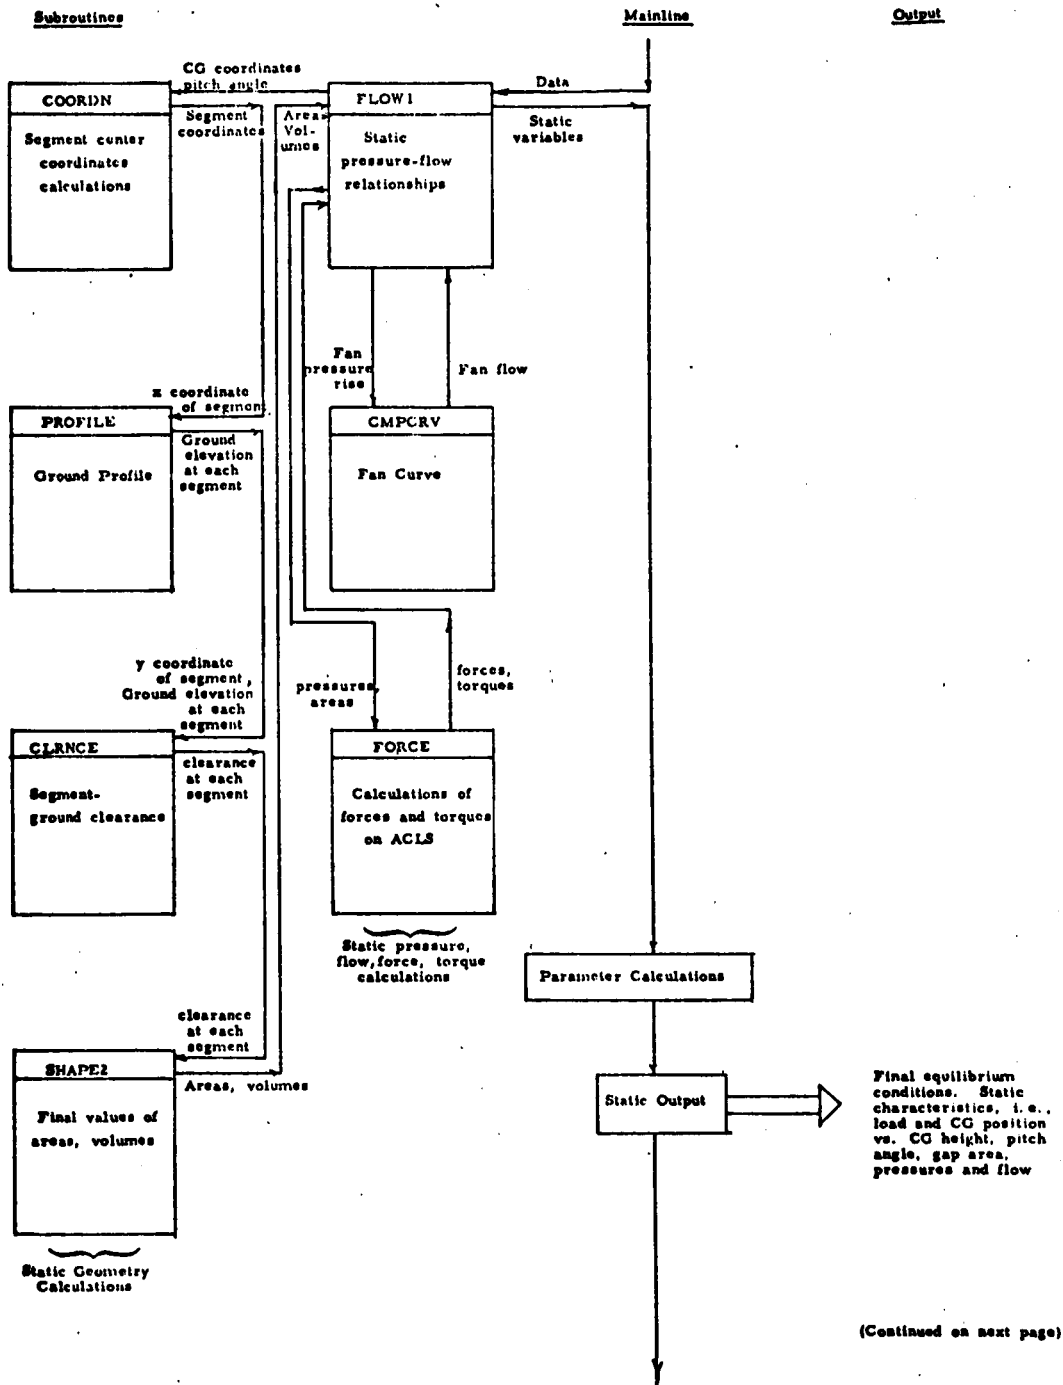 Subroutines
Mainline
Output
CG coordinates
pitch angle
Data
COORDN
Segment
coordinates
Areas
Vol-
umes
FLOW1
Static
variables
Segment center
coordinates
calculations
Static
pressure-flow
relationships
Fan
pressure
rise
Fan flow
x coordinate
of segment
PROFILE
Ground
elevation
at each
segment
CMPCRV
Ground Profile
Fan Curve
y coordinate
of segment,
Ground elevation
at each
segment
pressures,
areas
forces,
torques
CLRNCE
clearance
at each
segment
FORCE
Segment-
ground clearance
Calculations of
forces and torques
on ACLS
Static pressure,
flow, force, torque
calculations
Parameter Calculations
clearance
at each
segment
SHAPE2
Areas, volumes
Static Output
Final values of
areas, volumes
Final equilibrium
conditions. Static
characteristics, i.e.,
load and CG position
vs. CG height, pitch
angle, gap area,
pressures and flow
Static Geometry
Calculations
(Continued on next page)